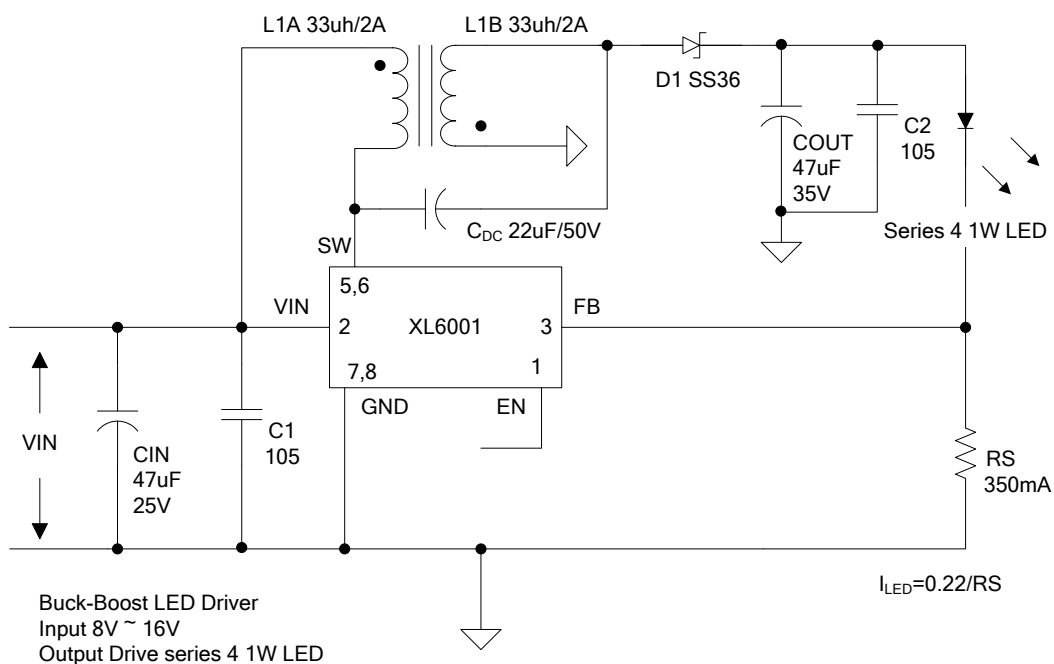 L1A 33uh/2A
L1B 33uh/2A
D1 SS36
COUT
47uF
35V
C2
105
C_DC 22uF/50V
Series 4 1W LED
SW
5,6
VIN
2
XL6001
3
FB
7,8
1
GND
EN
VIN
CIN
47uF
25V
C1
105
RS
350mA
I_LED=0.22/RS
Buck-Boost LED Driver
Input 8V ~ 16V
Output Drive series 4 1W LED